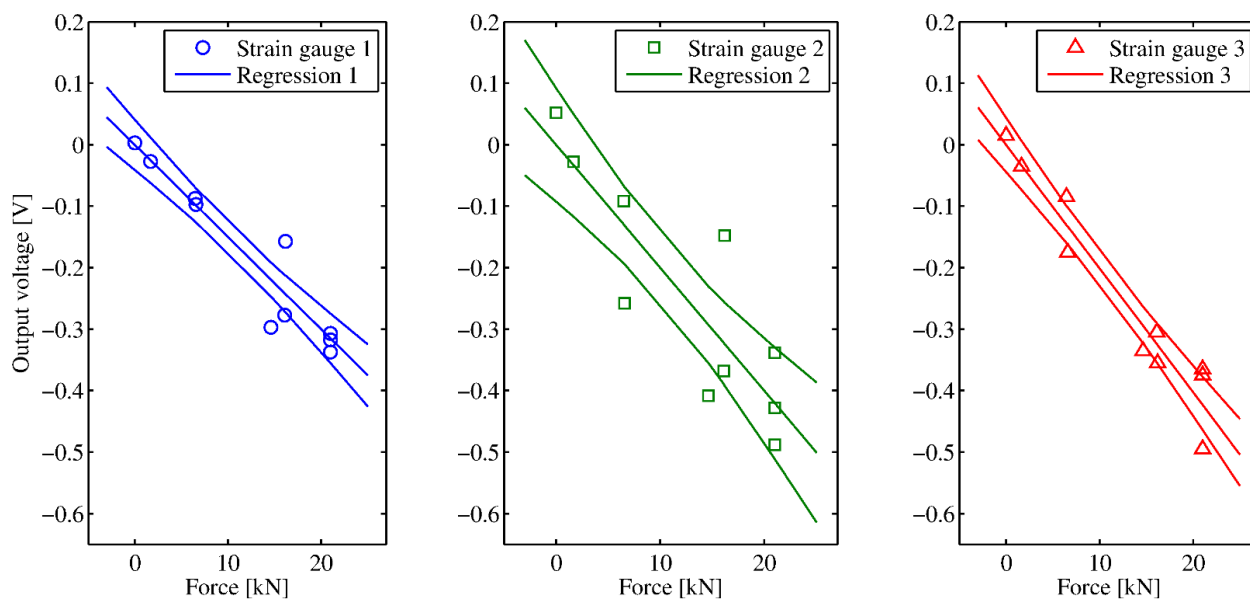 0.2
0.1
0
−0.1
−0.2
−0.3
−0.4
−0.5
−0.6
Output voltage [V]
Strain gauge 1
Regression 1
0 10 20
Force [kN]
0.2
0.1
0
−0.1
−0.2
−0.3
−0.4
−0.5
−0.6
Strain gauge 2
Regression 2
0 10 20
Force [kN]
0.2
0.1
0
−0.1
−0.2
−0.3
−0.4
−0.5
−0.6
Strain gauge 3
Regression 3
0 10 20
Force [kN]